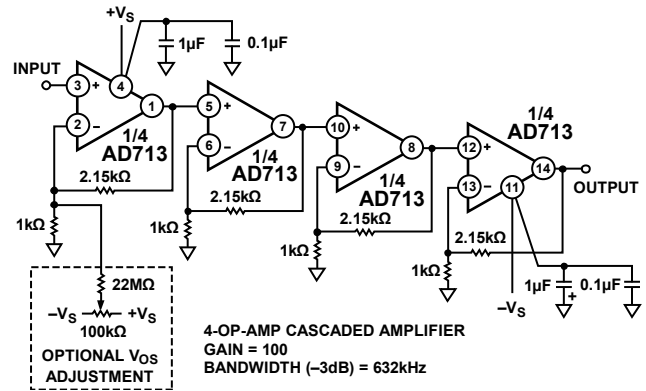 +VS
1µF
0.1µF
INPUT
3
+
4
1
2
–
1/4
AD713
2.15kΩ
1kΩ
5
+
7
6
–
1/4
AD713
2.15kΩ
1kΩ
10
+
8
9
–
1/4
AD713
2.15kΩ
1kΩ
1/4
AD713
12
+
14
13
–
11
OUTPUT
2.15kΩ
1kΩ
–VS
1µF
+
0.1µF
22MΩ
–VS
+VS
100kΩ
OPTIONAL VOS
ADJUSTMENT
4-OP-AMP CASCADED AMPLIFIER
GAIN = 100
BANDWIDTH (–3dB) = 632kHz